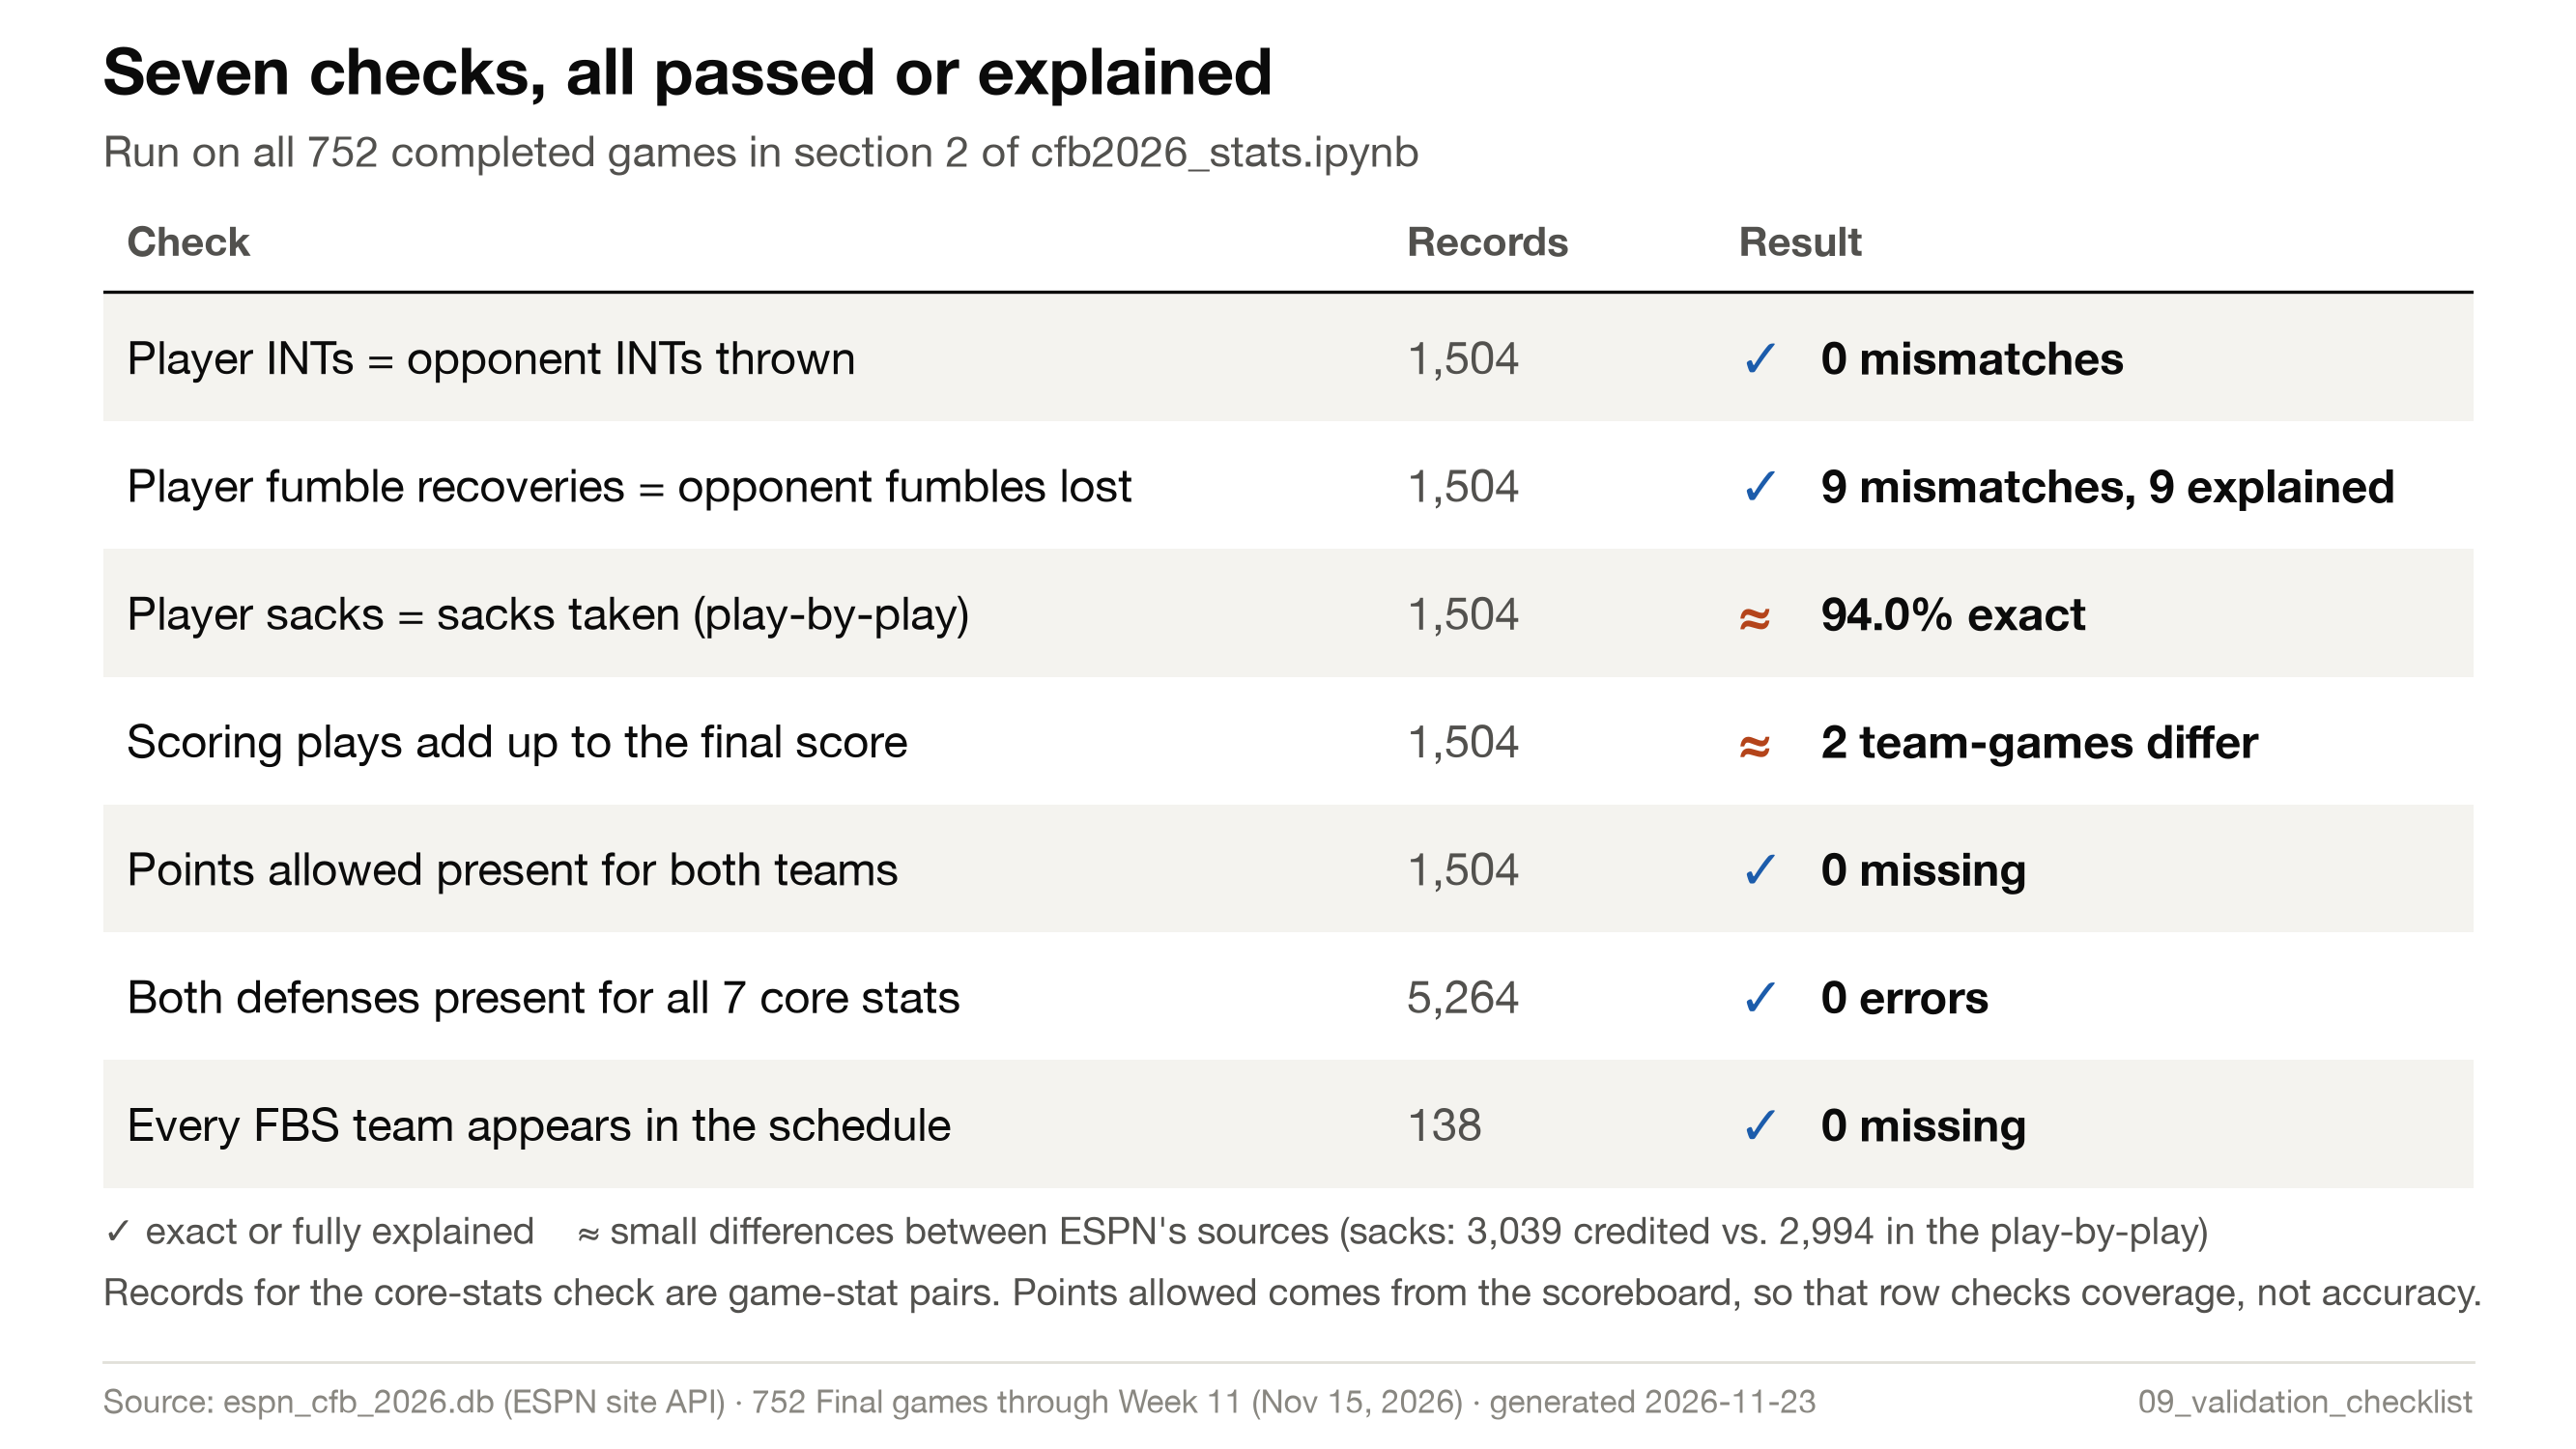 Seven checks, all passed or explained
Run on all 752 completed games in section 2 of cfb2026_stats.ipynb
Check Records Result
Player INTs = opponent INTs thrown 1,504 ✓ 0 mismatches
Player fumble recoveries = opponent fumbles lost 1,504 ✓ 9 mismatches, 9 explained
Player sacks = sacks taken (play-by-play) 1,504 ≈ 94.0% exact
Scoring plays add up to the final score 1,504 ≈ 2 team-games differ
Points allowed present for both teams 1,504 ✓ 0 missing
Both defenses present for all 7 core stats 5,264 ✓ 0 errors
Every FBS team appears in the schedule 138 ✓ 0 missing
✓ exact or fully explained ≈ small differences between ESPN's sources (sacks: 3,039 credited vs. 2,994 in the play-by-play)
Records for the core-stats check are game-stat pairs. Points allowed comes from the scoreboard, so that row checks coverage, not accuracy.
Source: espn_cfb_2026.db (ESPN site API) · 752 Final games through Week 11 (Nov 15, 2026) · generated 2026-11-23 09_validation_checklist